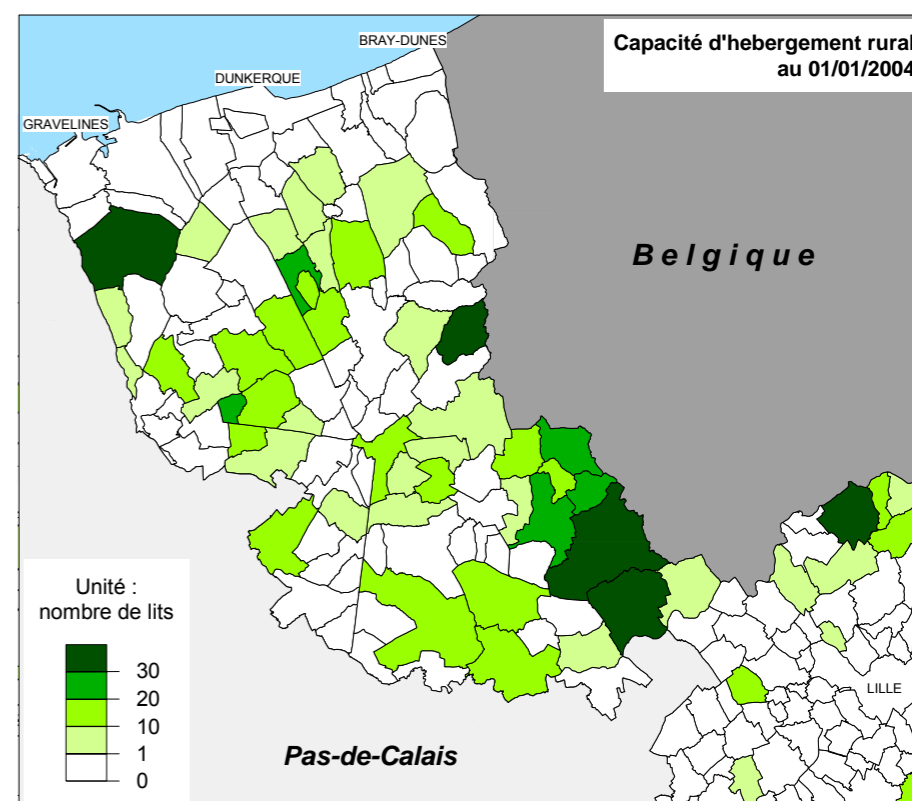 BRAY-DUNES
Capacité d'hebergement rural
au 01/01/2004
DUNKERQUE
GRAVELINES
Belgique
Unité :
nombre de lits
30
20
10
1
0
LILLE
Pas-de-Calais